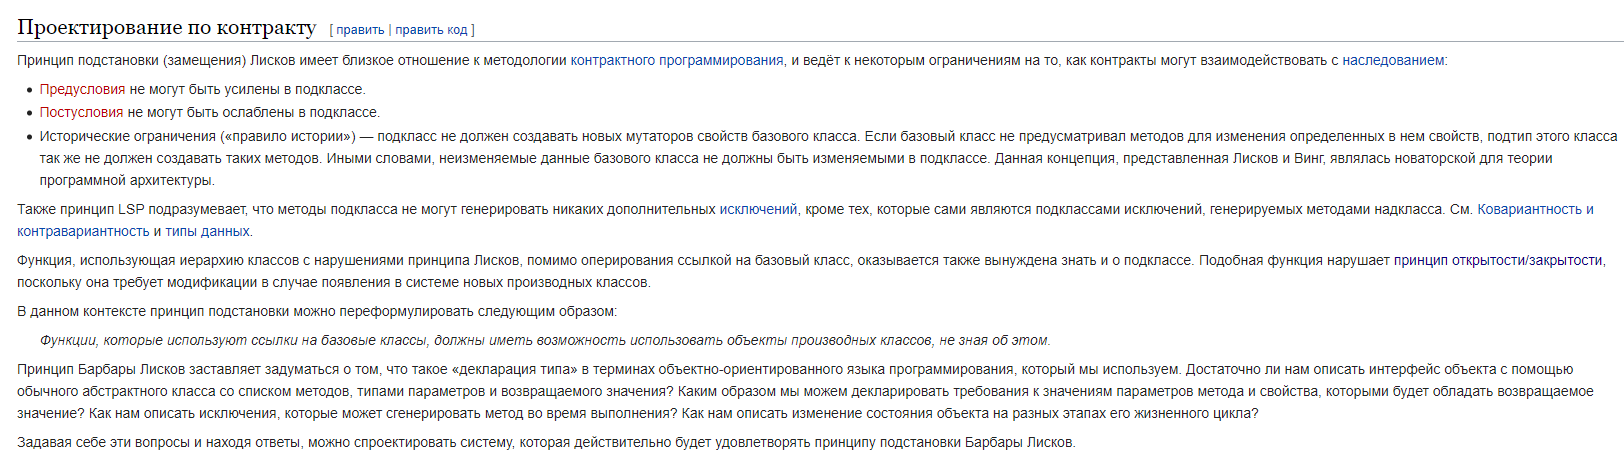 Проектирование по контракту [ править | править код ]
Принцип подстановки (замещения) Лисков имеет близкое отношение к методологии контрактного программирования, и ведёт к некоторым ограничениям на то, как контракты могут взаимодействовать с наследованием:
• Предусловия не могут быть усилены в подклассе.
• Постусловия не могут быть ослаблены в подклассе.
• Исторические ограничения («правило истории») — подкласс не должен создавать новых мутаторов свойств базового класса. Если базовый класс не предусматривал методов для изменения определенных в нем свойств, подтип этого класса
так же не должен создавать таких методов. Иными словами, неизменяемые данные базового класса не должны быть изменяемыми в подклассе. Данная концепция, представленная Лисков и Винг, являлась новаторской для теории
программной архитектуры.
Также принцип LSP подразумевает, что методы подкласса не могут генерировать никаких дополнительных исключений, кроме тех, которые сами являются подклассами исключений, генерируемых методами надкласса. См. Ковариантность и
контравариантность и типы данных.
Функция, использующая иерархию классов с нарушениями принципа Лисков, помимо оперирования ссылкой на базовый класс, оказывается также вынуждена знать и о подклассе. Подобная функция нарушает принцип открытости/закрытости,
поскольку она требует модификации в случае появления в системе новых производных классов.
В данном контексте принцип подстановки можно переформулировать следующим образом:
Функции, которые используют ссылки на базовые классы, должны иметь возможность использовать объекты производных классов, не зная об этом.
Принцип Барбары Лисков заставляет задуматься о том, что такое «декларация типа» в терминах объектно-ориентированного языка программирования, который мы используем. Достаточно ли нам описать интерфейс объекта с помощью
обычного абстрактного класса со списком методов, типами параметров и возвращаемого значения? Каким образом мы можем декларировать требования к значениям параметров метода и свойства, которыми будет обладать возвращаемое
значение? Как нам описать исключения, которые может сгенерировать метод во время выполнения? Как нам описать изменение состояния объекта на разных этапах его жизненного цикла?
Задавая себе эти вопросы и находя ответы, можно спроектировать систему, которая действительно будет удовлетворять принципу подстановки Барбары Лисков.